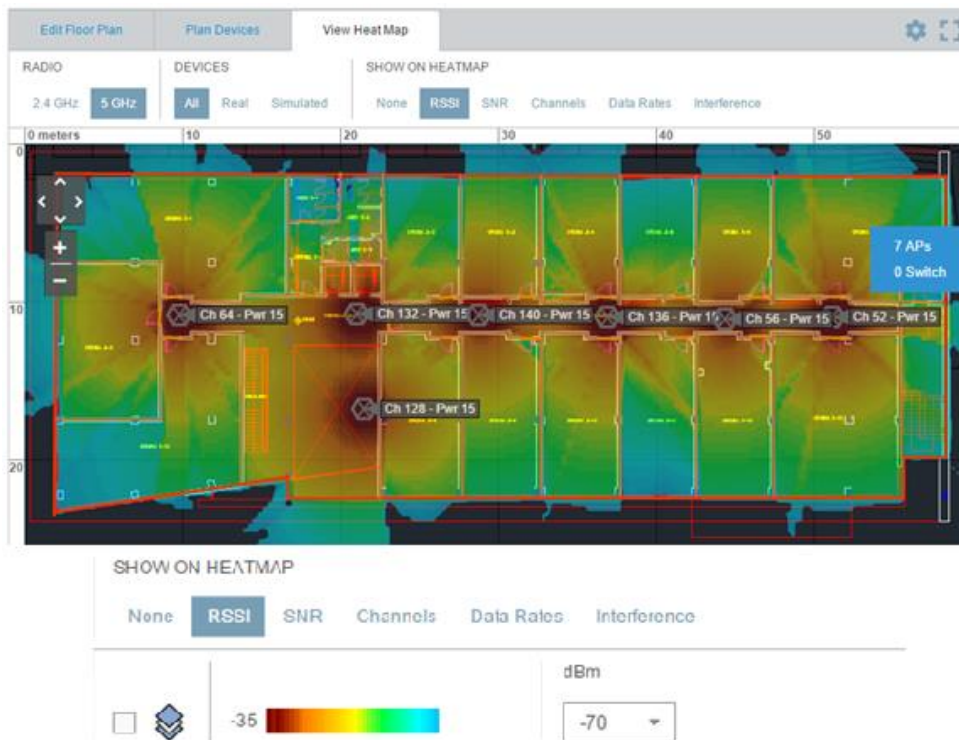 Edit Floor Plan Plan Devices View Heat Map
RADIO DEVICES SHOW ON HEATMAP
2.4 GHz 5 GHz All Real Simulated None RSSI SNR Channels Data Rates Interference
0 meters 10 20 30 40 50
0
7 APs
0 Switch
10
Ch 64 - Pwr 15 Ch 132 - Pwr 15 Ch 140 - Pwr 15 Ch 136 - Pwr 15 Ch 56 - Pwr 15 Ch 52 - Pwr 15
Ch 128 - Pwr 15
20
SHOW ON HEATMAP
None RSSI SNR Channels Data Rates Interference
dBm
-35 -70